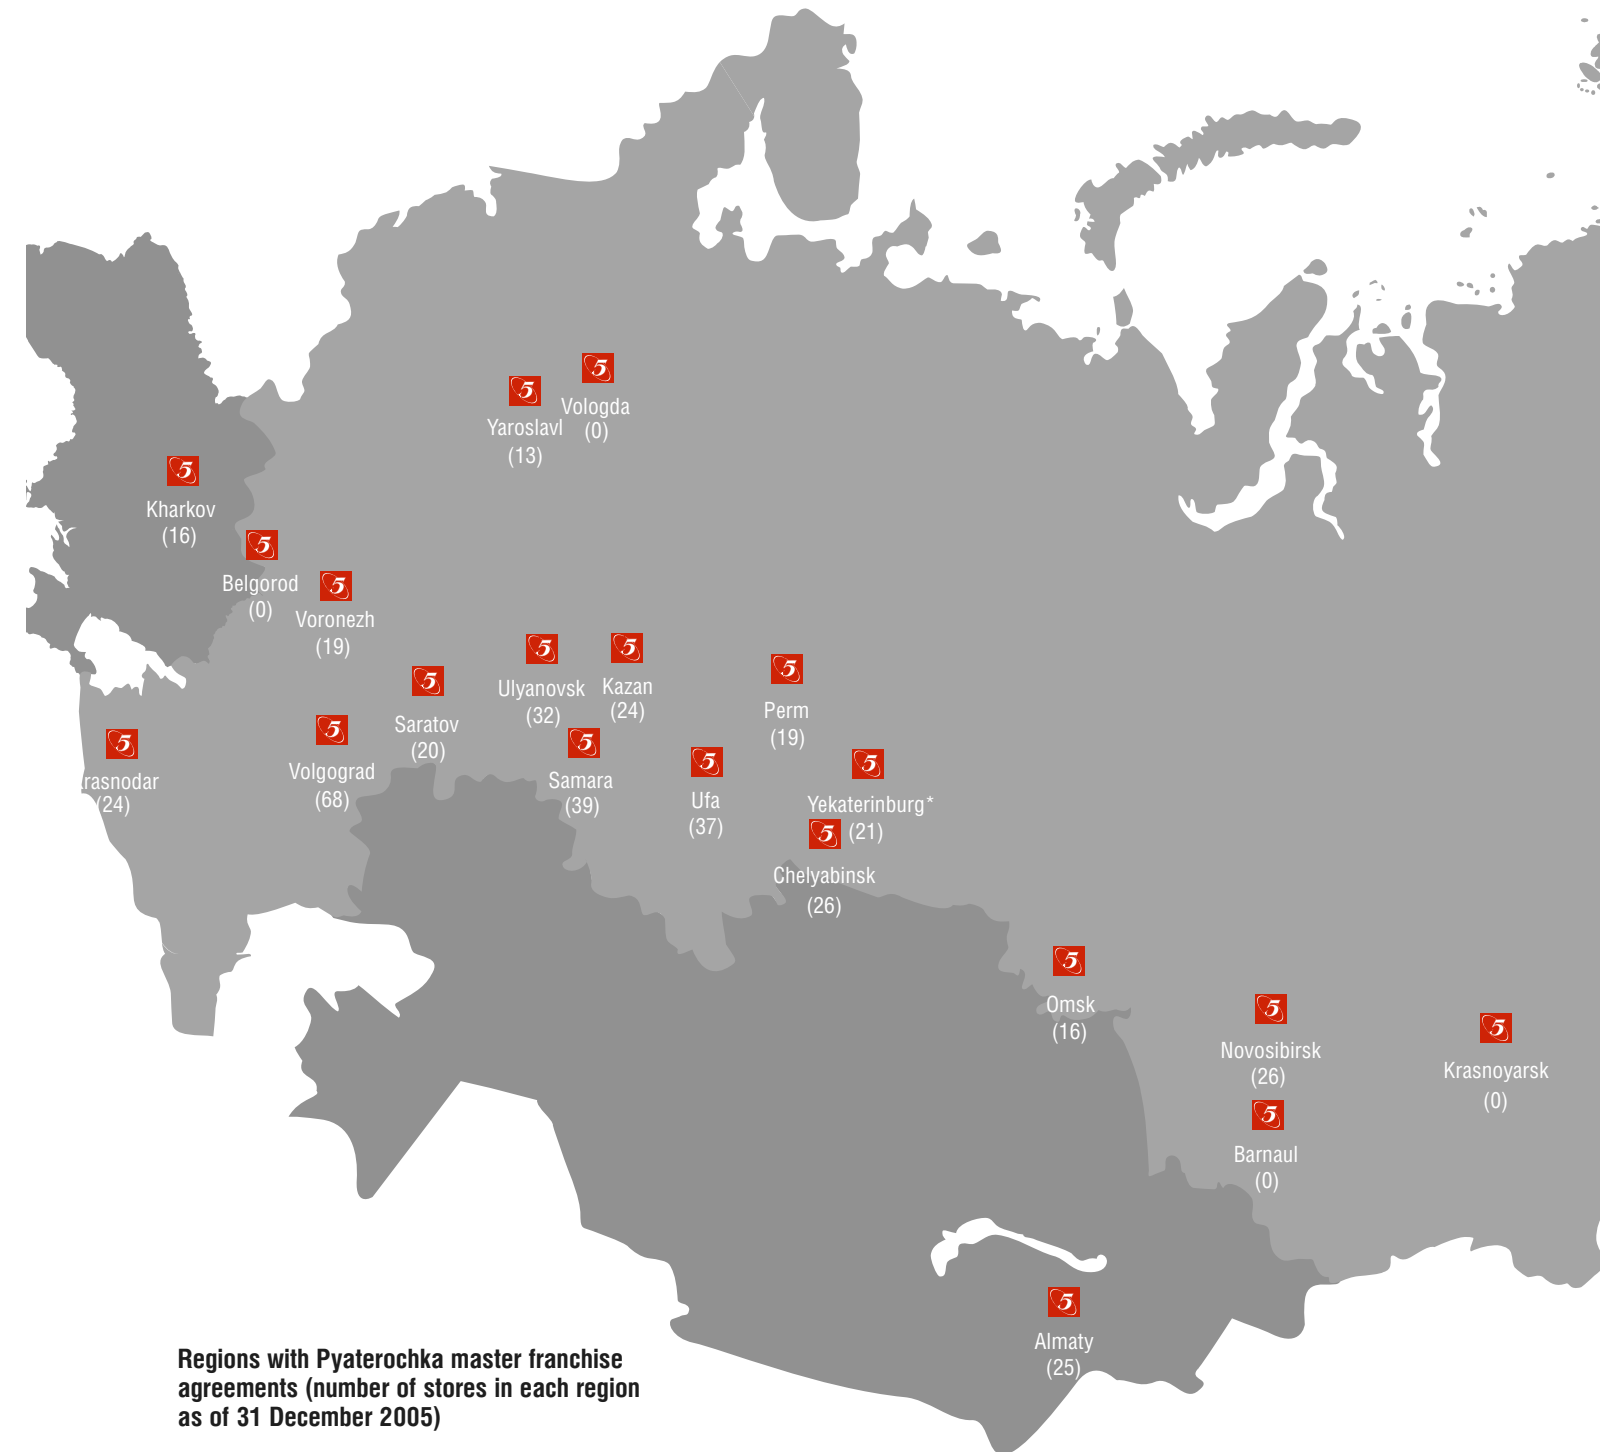 Vologda
(0)
Yaroslavl
(13)
Kharkov
(16)
Belgorod
(0)
Voronezh
(19)
Ulyanovsk
(32)
Kazan
(24)
Perm
(19)
Saratov
(20)
Volgograd
(68)
Krasnodar
(24)
Samara
(39)
Ufa
(37)
Yekaterinburg*
(21)
Chelyabinsk
(26)
Omsk
(16)
Novosibirsk
(26)
Krasnoyarsk
(0)
Barnaul
(0)
Almaty
(25)
Regions with Pyaterochka master franchise
agreements (number of stores in each region
as of 31 December 2005)